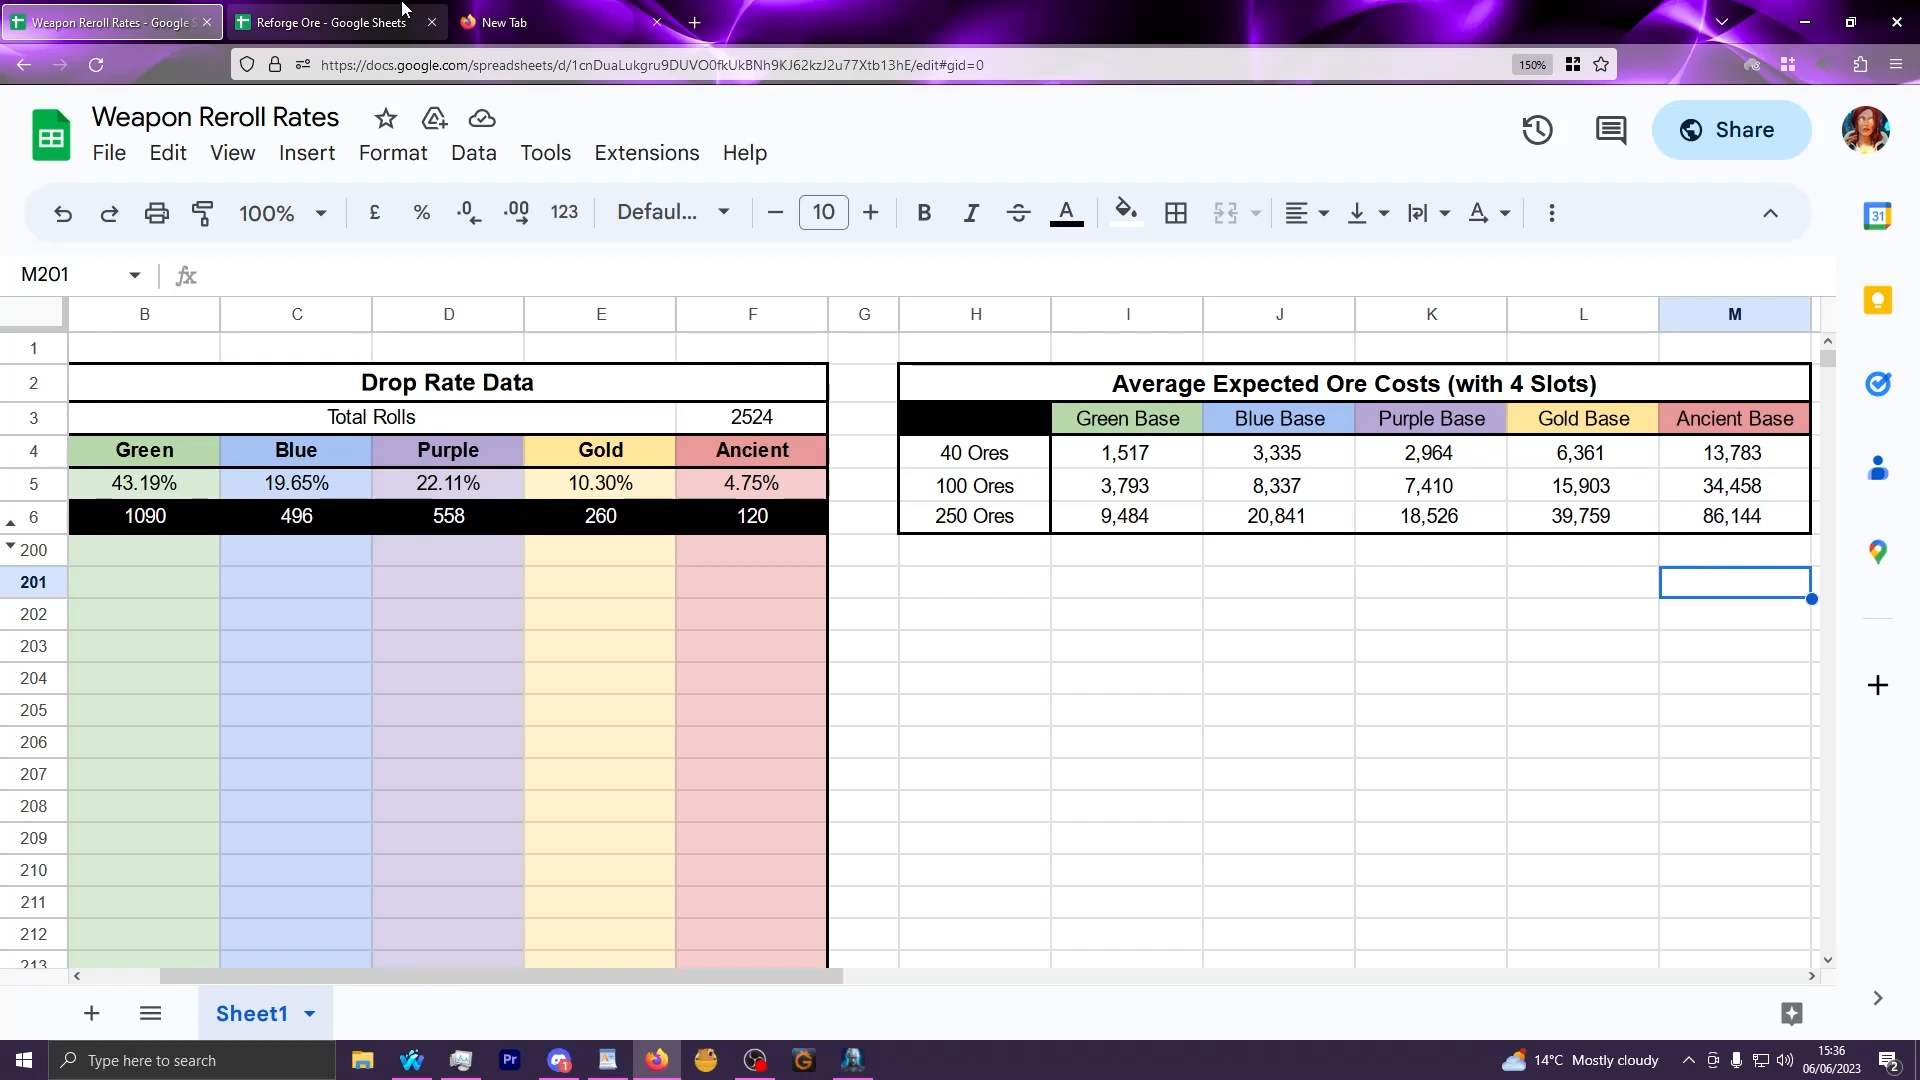 Weapon Reroll Rates - Google S
Reforge Ore - Google Sheets
New Tab
https://docs.google.com/spreadsheets/d/1cnDuaLukgru9DUVO0fkUkBNh9KJ62kzJ2u77Xtb13hE/edit#gid=0
150%
Weapon Reroll Rates
File Edit View Insert Format Data Tools Extensions Help
Share
100% £ % .0 .00 123 Defaul... 10 B I S A
31
M201
fx
B C D E F G H I J K L M
1
2 Drop Rate Data Average Expected Ore Costs (with 4 Slots)
3 Total Rolls 2524 Green Base Blue Base Purple Base Gold Base Ancient Base
4 Green Blue Purple Gold Ancient 40 Ores 1,517 3,335 2,964 6,361 13,783
5 43.19% 19.65% 22.11% 10.30% 4.75% 100 Ores 3,793 8,337 7,410 15,903 34,458
6 1090 496 558 260 120 250 Ores 9,484 20,841 18,526 39,759 86,144
200
201
202
203
204
205
206
207
208
209
210
211
212
213
Sheet1
Type here to search
Pr
1
14°C Mostly cloudy
15:36
06/06/2023
2